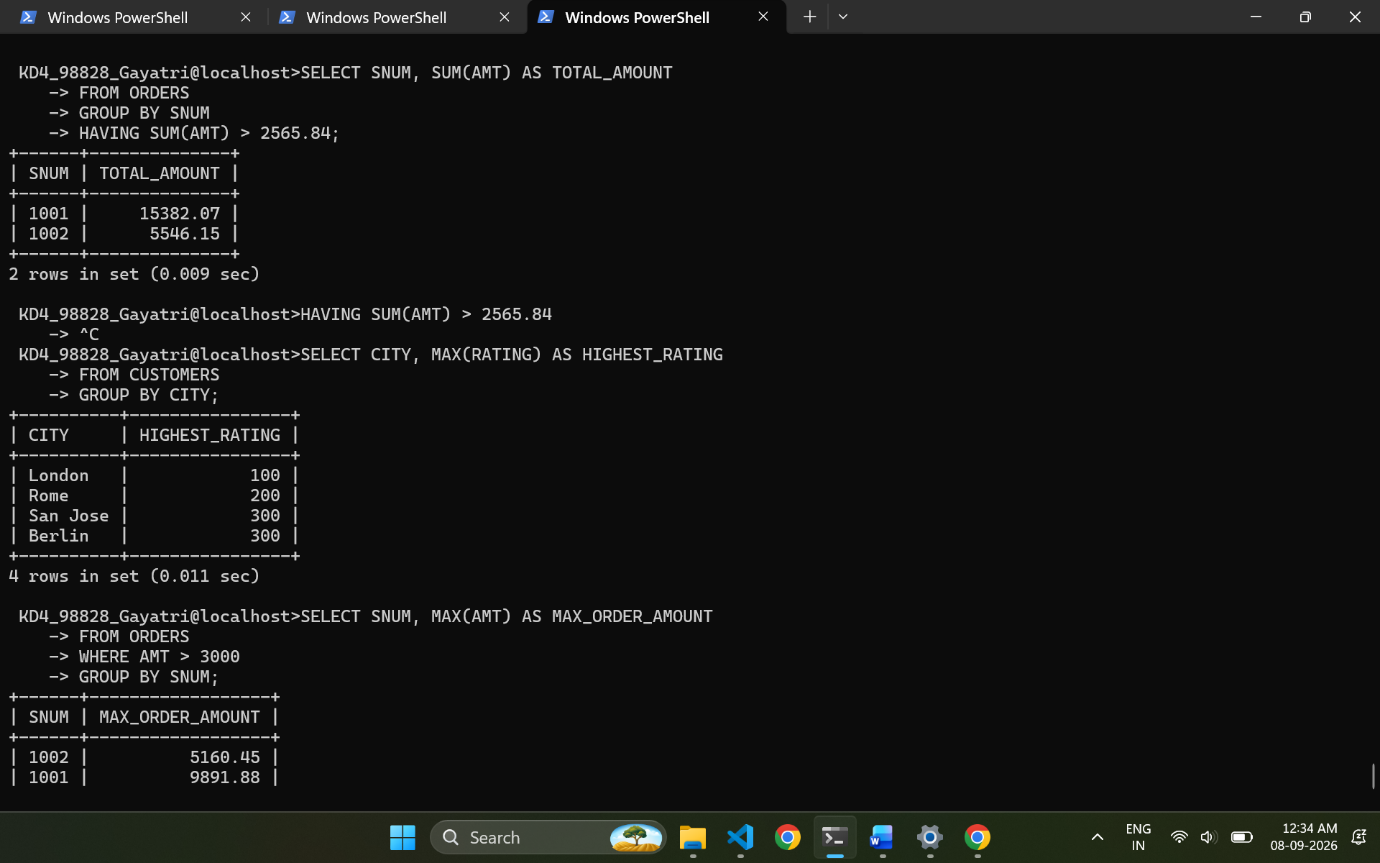 Windows PowerShell
Windows PowerShell
Windows PowerShell
KD4_98828_Gayatri@localhost>SELECT SNUM, SUM(AMT) AS TOTAL_AMOUNT
    -> FROM ORDERS
    -> GROUP BY SNUM
    -> HAVING SUM(AMT) > 2565.84;
+------+--------------+
| SNUM | TOTAL_AMOUNT |
+------+--------------+
| 1001 |     15382.07 |
| 1002 |      5546.15 |
+------+--------------+
2 rows in set (0.009 sec)
KD4_98828_Gayatri@localhost>HAVING SUM(AMT) > 2565.84
    -> ^C
KD4_98828_Gayatri@localhost>SELECT CITY, MAX(RATING) AS HIGHEST_RATING
    -> FROM CUSTOMERS
    -> GROUP BY CITY;
+----------+----------------+
| CITY     | HIGHEST_RATING |
+----------+----------------+
| London   |            100 |
| Rome     |            200 |
| San Jose |            300 |
| Berlin   |            300 |
+----------+----------------+
4 rows in set (0.011 sec)
KD4_98828_Gayatri@localhost>SELECT SNUM, MAX(AMT) AS MAX_ORDER_AMOUNT
    -> FROM ORDERS
    -> WHERE AMT > 3000
    -> GROUP BY SNUM;
+------+------------------+
| SNUM | MAX_ORDER_AMOUNT |
+------+------------------+
| 1002 |          5160.45 |
| 1001 |          9891.88 |
Search
ENG
IN
12:34 AM
08-09-2026